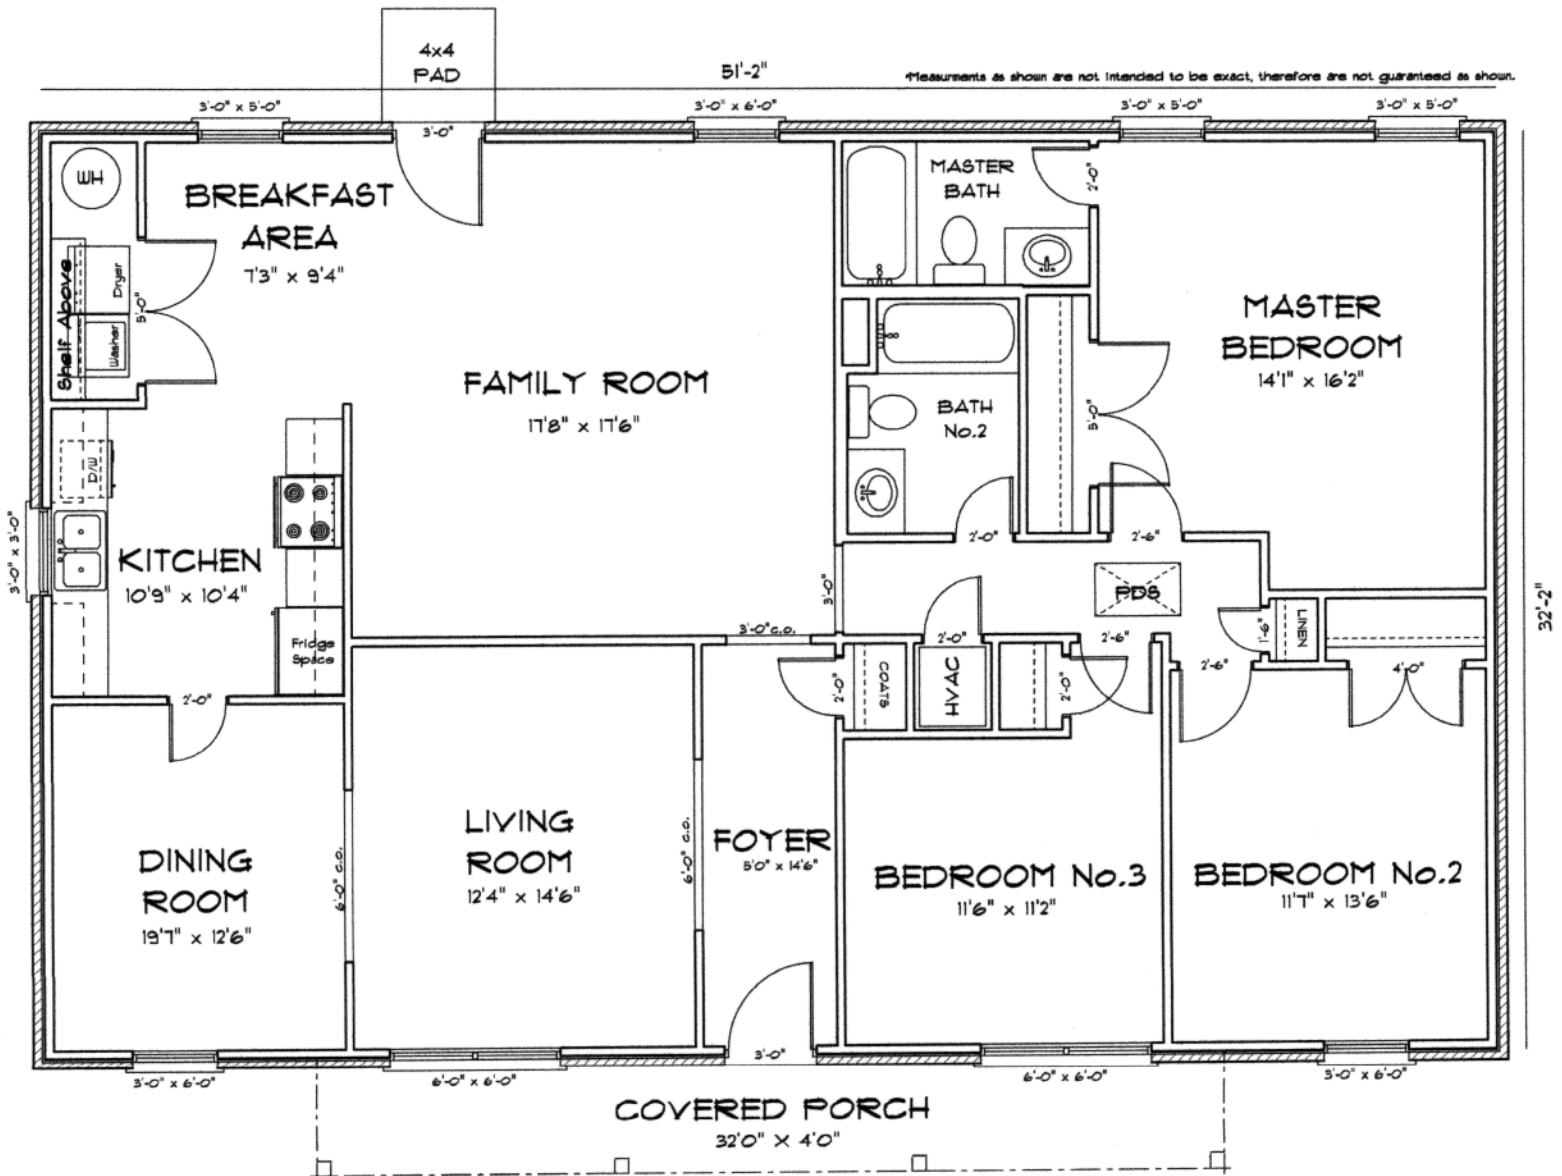 4x4
PAD
51'-2"
*Measurments as shown are not intended to be exact, therefore are not guaranteed as shown.
3'-0" x 5'-0"
3'-0"
3'-0" x 6'-0"
3'-0" x 5'-0"
3'-0" x 5'-0"
WH
BREAKFAST
AREA
7'3" x 9'4"
MASTER
BATH
2'-0"
Shelf Above
Dryer
Washer
5'-0"
FAMILY ROOM
17'8" x 17'6"
MASTER
BEDROOM
14'1" x 16'2"
BATH
No.2
5'-0"
D/W
3'-0" x 3'-0"
KITCHEN
10'9" x 10'4"
Fridge
Space
2'-0"
2'-0"
2'-6"
3'-0"
PDS
32'-2"
3'-0" c.o.
2'-0"
2'-6"
1'-6"
LINEN
2'-0"
COATS
HVAC
2'-0"
2'-6"
4'-0"
DINING
ROOM
19'7" x 12'6"
6'-0" c.o.
LIVING
ROOM
12'4" x 14'6"
6'-0" c.o.
FOYER
5'0" x 14'6"
BEDROOM No.3
11'6" x 11'2"
BEDROOM No.2
11'7" x 13'6"
3'-0" x 6'-0"
6'-0" x 6'-0"
3'-0"
6'-0" x 6'-0"
3'-0" x 6'-0"
COVERED PORCH
32'0" X 4'0"